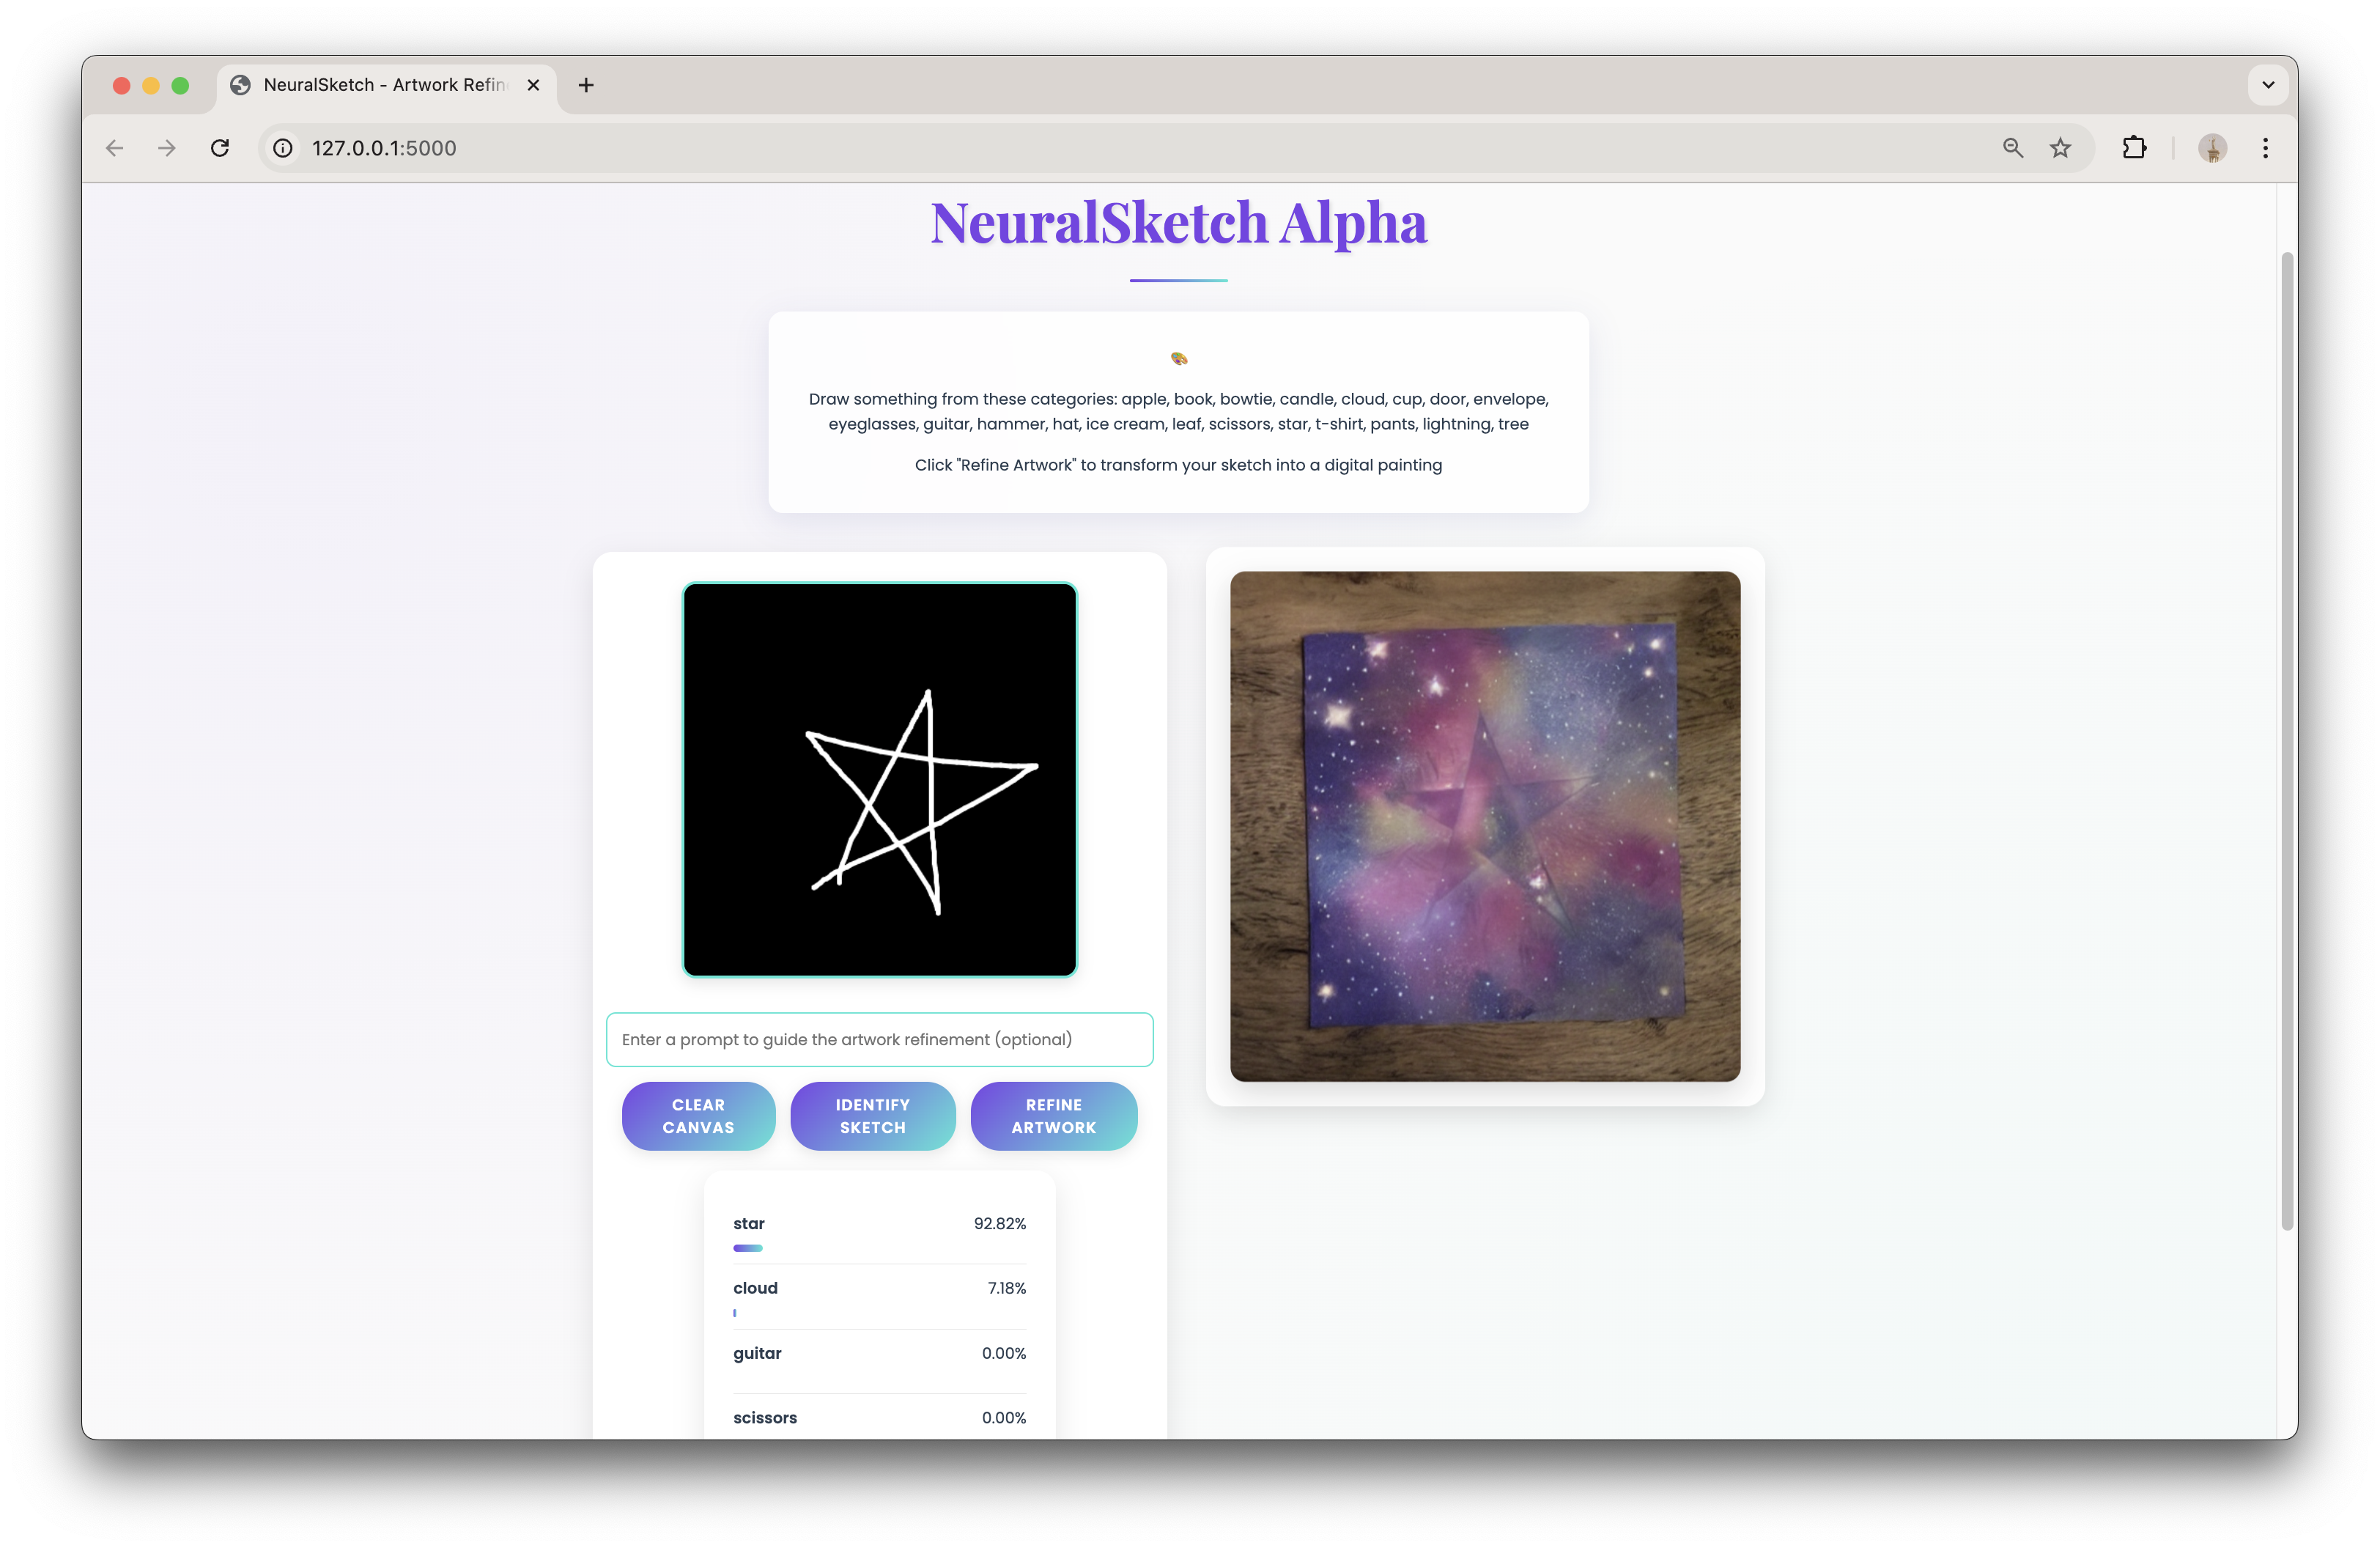 NeuralSketch - Artwork Refin
127.0.0.1:5000
NeuralSketch Alpha
Draw something from these categories: apple, book, bowtie, candle, cloud, cup, door, envelope,
eyeglasses, guitar, hammer, hat, ice cream, leaf, scissors, star, t-shirt, pants, lightning, tree
Click "Refine Artwork" to transform your sketch into a digital painting
Enter a prompt to guide the artwork refinement (optional)
CLEAR
CANVAS
IDENTIFY
SKETCH
REFINE
ARTWORK
star 92.82%
cloud 7.18%
guitar 0.00%
scissors 0.00%